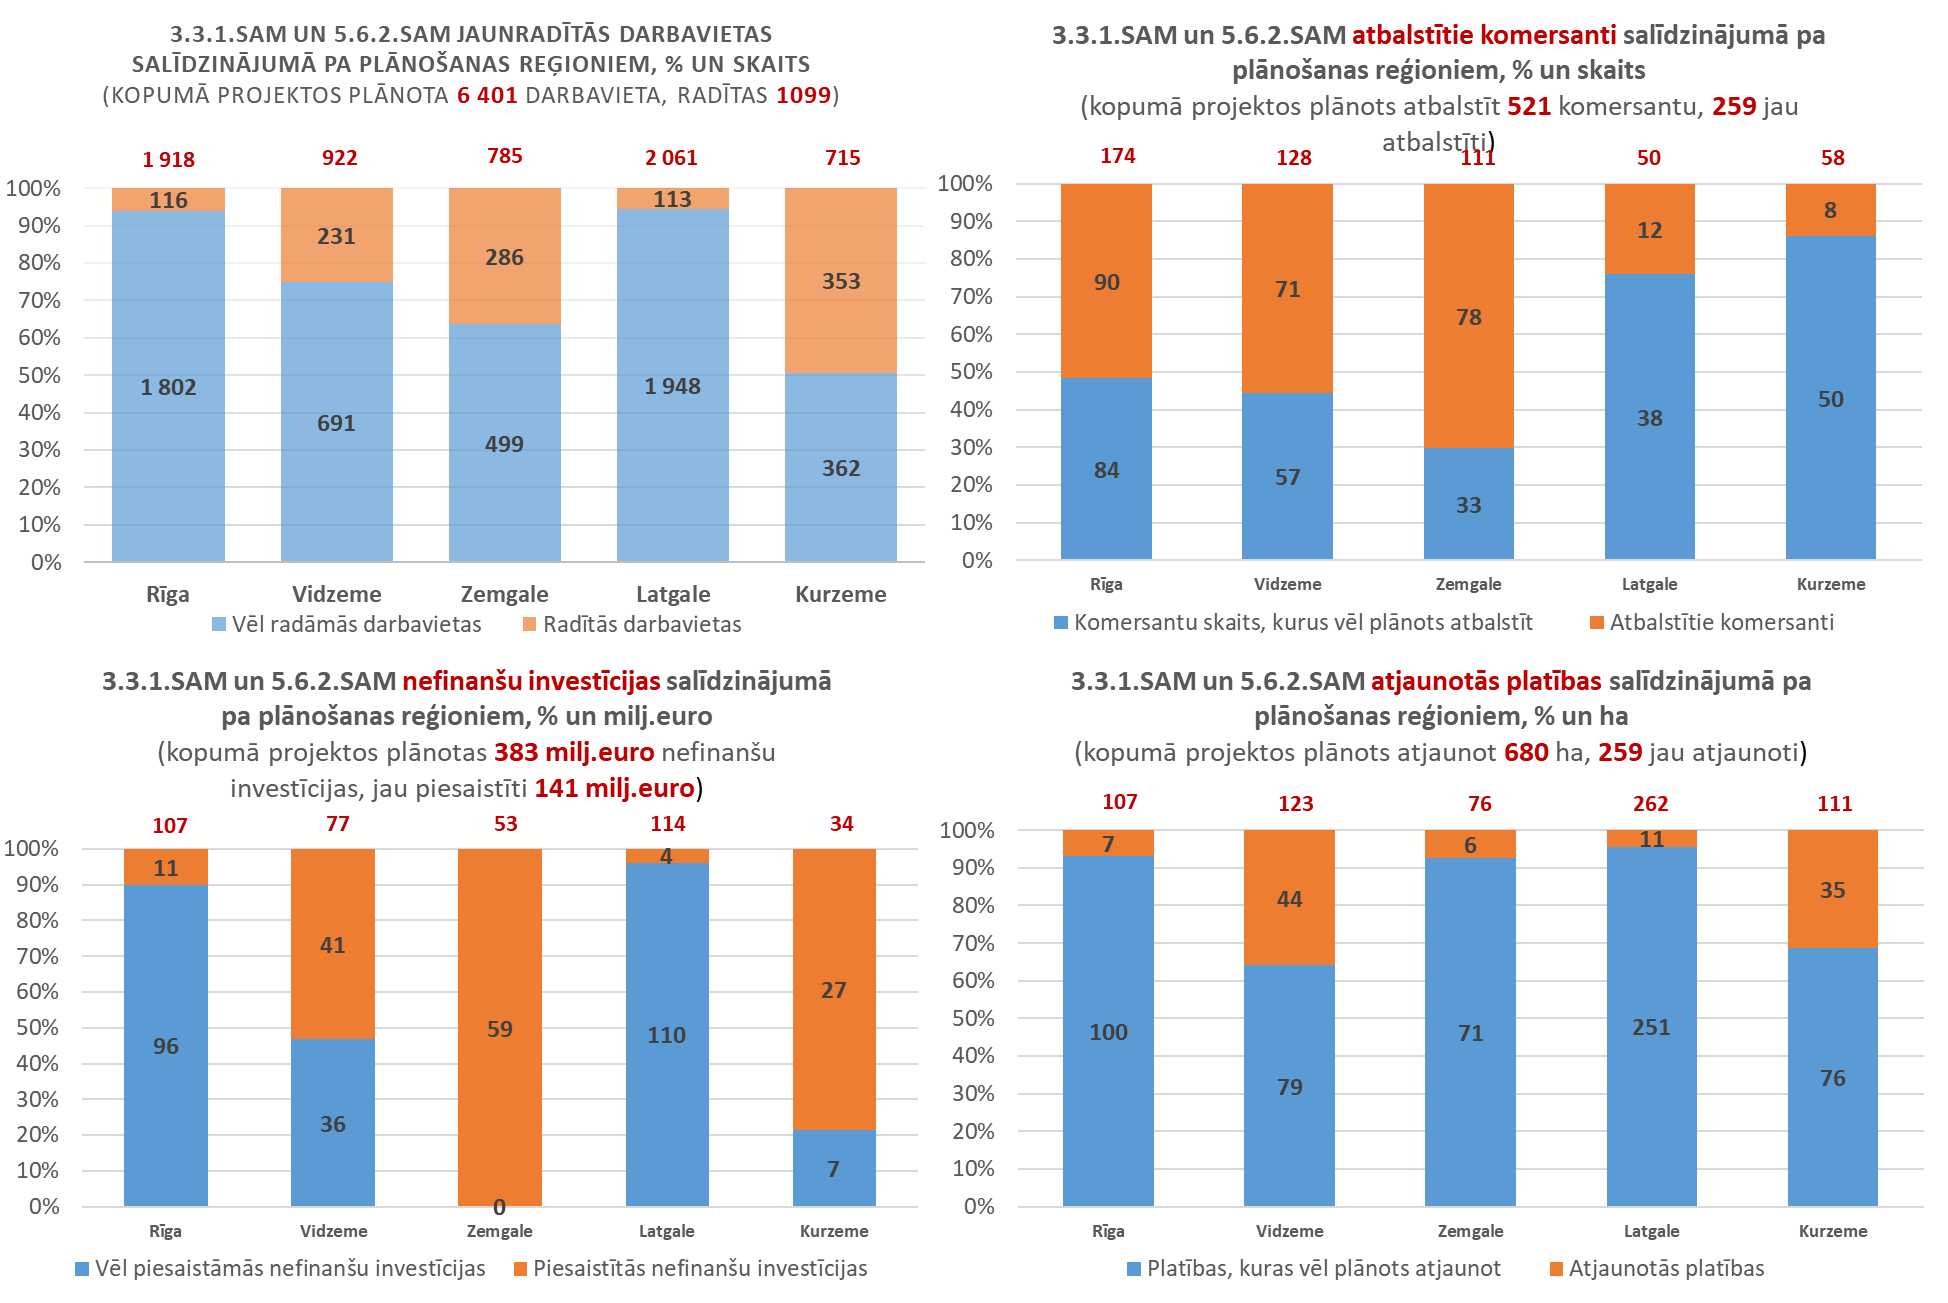 3.3.1.SAM UN 5.6.2.SAM JAUNRADĪTĀS DARBAVIETAS
SALĪDZINĀJUMĀ PA PLĀNOŠANAS REĢIONIEM, % UN SKAITS
(KOPUMĀ PROJEKTOS PLĀNOTA 6 401 DARBAVIETA, RADĪTAS 1099)
1 918 922 785 2 061 715
100%
90%
80%
70%
60%
50%
40%
30%
20%
10%
0%
116 231 286 113 353
1 802 691 499 1 948 362
Rīga Vidzeme Zemgale Latgale Kurzeme
Vēl radāmās darbavietas Radītās darbavietas
3.3.1.SAM un 5.6.2.SAM atbalstītie komersanti salīdzinājumā pa
plānošanas reģioniem, % un skaits
(kopumā projektos plānots atbalstīt 521 komersantu, 259 jau
atbalstīti)
174 128 111 50 58
100%
90%
80%
70%
60%
50%
40%
30%
20%
10%
0%
90 71 78 12 8
84 57 33 38 50
Rīga Vidzeme Zemgale Latgale Kurzeme
Komersantu skaits, kurus vēl plānots atbalstīt Atbalstītie komersanti
3.3.1.SAM un 5.6.2.SAM nefinanšu investīcijas salīdzinājumā
pa plānošanas reģioniem, % un milj.euro
(kopumā projektos plānotas 383 milj.euro nefinanšu
investīcijas, jau piesaistīti 141 milj.euro)
107 77 53 114 34
100%
90%
80%
70%
60%
50%
40%
30%
20%
10%
0%
11 41 59 4 27
96 36 0 110 7
Rīga Vidzeme Zemgale Latgale Kurzeme
Vēl piesaistāmās nefinanšu investīcijas Piesaistītās nefinanšu investīcijas
3.3.1.SAM un 5.6.2.SAM atjaunotās platības salīdzinājumā pa
plānošanas reģioniem, % un ha
(kopumā projektos plānots atjaunot 680 ha, 259 jau atjaunoti)
107 123 76 262 111
100%
90%
80%
70%
60%
50%
40%
30%
20%
10%
0%
7 44 6 11 35
100 79 71 251 76
Rīga Vidzeme Zemgale Latgale Kurzeme
Platības, kuras vēl plānots atjaunot Atjaunotās platības